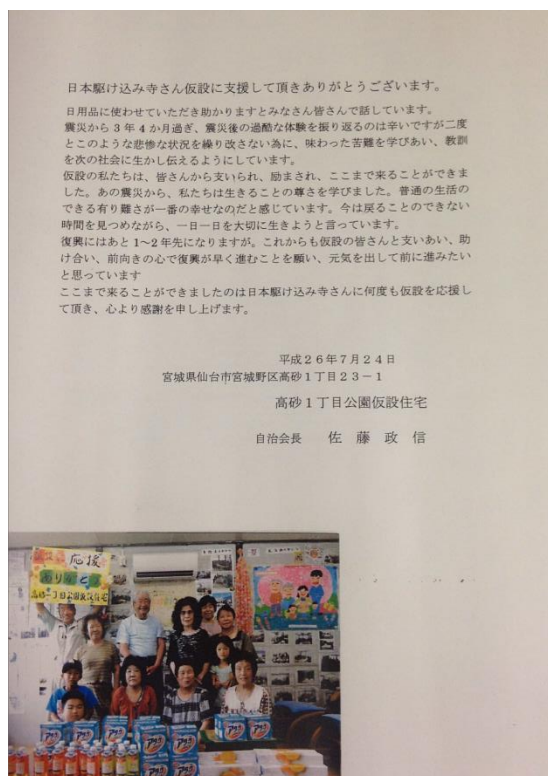 日本駆け込み寺さん仮設に支援して頂きありがとうございます。
日用品に使わせていただき助かりますとみなさん皆さんで話しています。
震災から3年4か月過ぎ、震災後の過酷な体験を振り返るのは辛いですが二度
とこのような悲惨な状況を繰り改さない為に、味わった苦難を学びあい、教訓
を次の社会に生かし伝えるようにしています。
仮設の私たちは、皆さんから支いられ、励まされ、ここまで来ることができま
した。あの震災から、私たちは生きることの尊さを学びました。普通の生活の
できる有り難さが一番の幸せなのだと感じています。今は戻ることのできない
時間を見つめながら、一日一日を大切に生きようと言っています。
復興にはあと1~2年先になりますが。これからも仮設の皆さんと支いあい、助
け合い、前向きの心で復興が早く進むことを願い、元気を出して前に進みたい
と思っています
ここまで来ることができましたのは日本駆け込み寺さんに何度も仮設を応援し
て頂き、心より感謝を申し上げます。
平成26年7月24日
宮城県仙台市宮城野区高砂1丁目23-1
高砂1丁目公園仮設住宅
自治会長 佐藤政信
応援
ありがとう
高砂一丁目公園仮設住宅
アタック
アタック
アタック